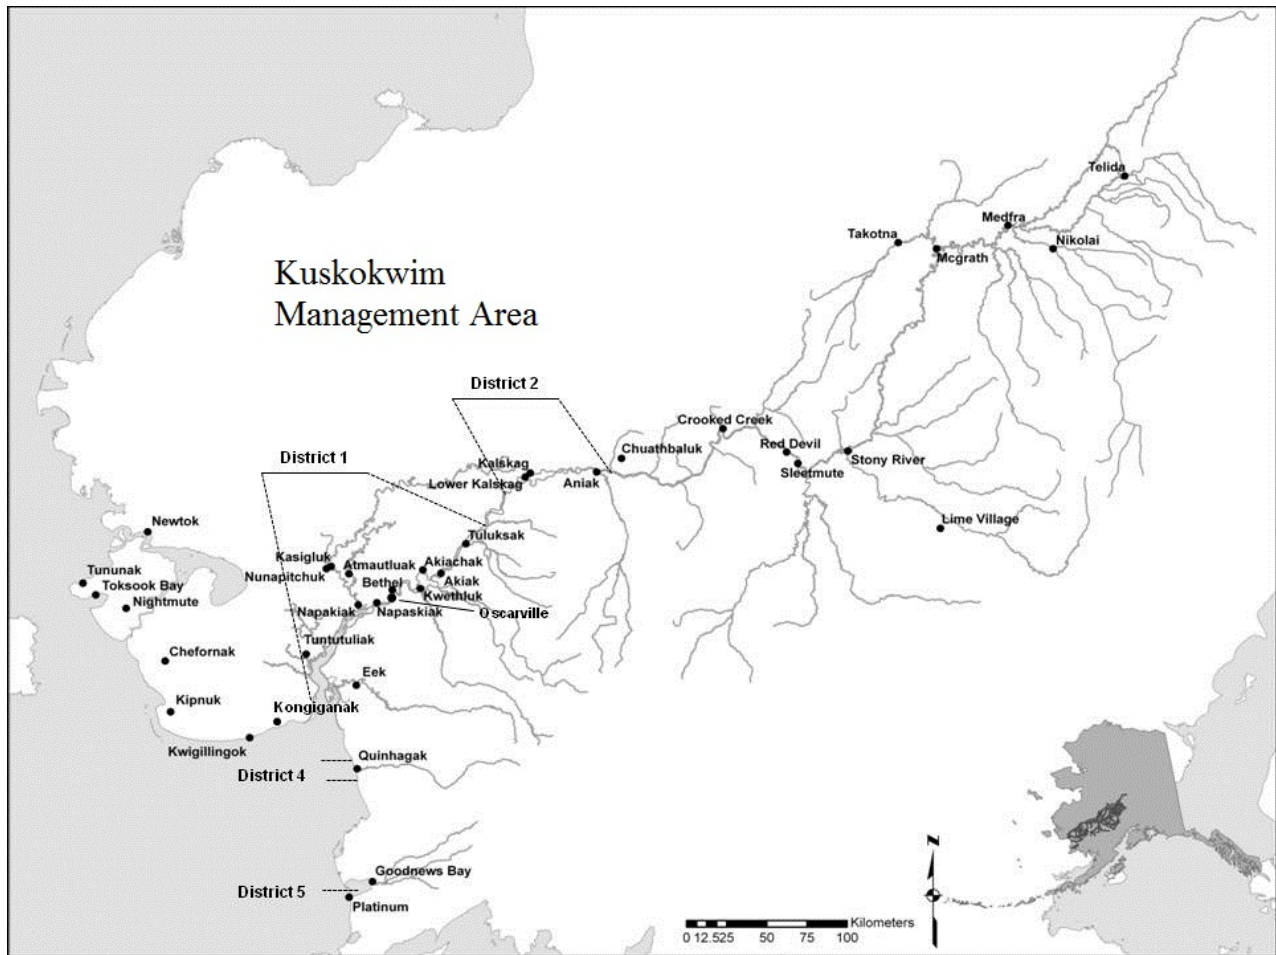 Telida
Medfra
Takotna
Nikolai
Mcgrath
Kuskokwim
Management Area
District 2
Crooked Creek
Red Devil
Chuathbaluk
District 1
Kalskag
Stony River
Sleetmute
Lower Kalskag
Aniak
Lime Village
Newtok
Tuluksak
Kasigluk
Atmautluak
Akiachak
Tununak
Nunapitchuk
Bethel
Akiak
Toksook Bay
Kwethluk
Nightmute
Napakiak
Napaskiak
Oscarville
Tuntutuliak
Chefornak
Eek
Kipnuk
Kongiganak
Kwigillingok
Quinhagak
District 4
N
Goodnews Bay
District 5
Platinum
Kilometers
0 12.525 50 75 100